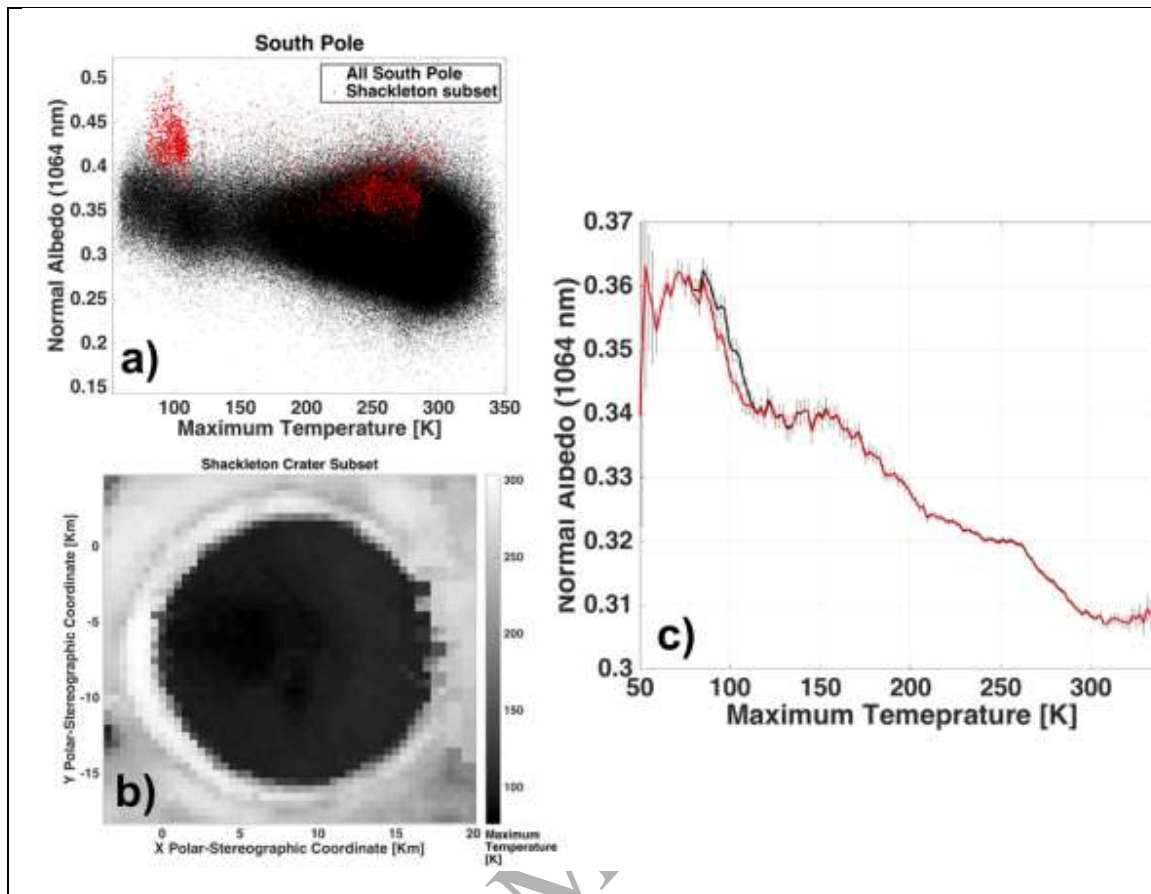 South Pole
All South Pole
Shackleton subset
0.5
0.45
0.4
0.35
0.3
0.25
0.2
0.15
Normal Albedo (1064 nm)
a)
100 150 200 250 300 350
Maximum Temperature [K]
Shackleton Crater Subset
0
-5
-10
-15
Y Polar-Stereographic Coordinate [Km]
b)
0 5 10 15 20
X Polar-Stereographic Coordinate [Km]
300
250
200
150
100
Maximum
Temperature
[K]
0.37
0.36
0.35
0.34
0.33
0.32
0.31
0.3
Normal Albedo (1064 nm)
c)
50 100 150 200 250 300
Maximum Temeprature [K]